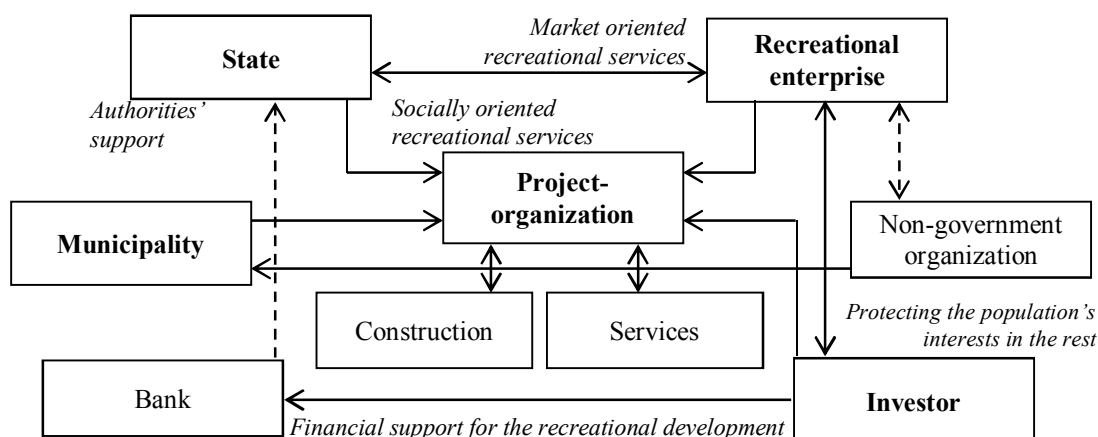 Market oriented
recreational services
State
Recreational
enterprise
Authorities'
support
Socially oriented
recreational services
Project-
organization
Municipality
Non-government
organization
Construction
Services
Protecting the population's
interests in the rest
Bank
Investor
Financial support for the recreational development